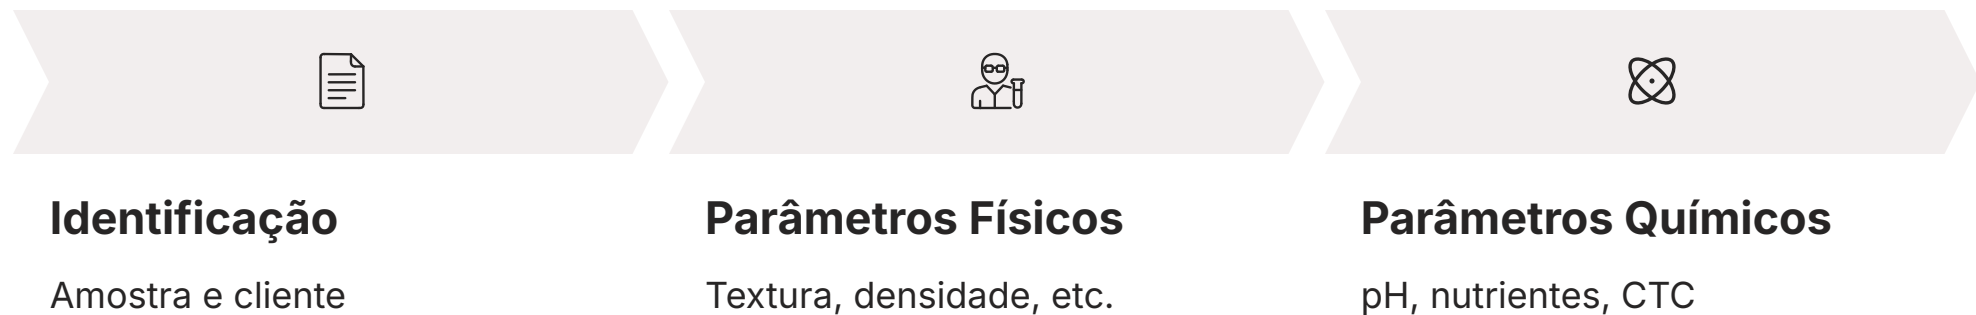 Identificação
Amostra e cliente
Parâmetros Físicos
Textura, densidade, etc.
Parâmetros Químicos
pH, nutrientes, CTC